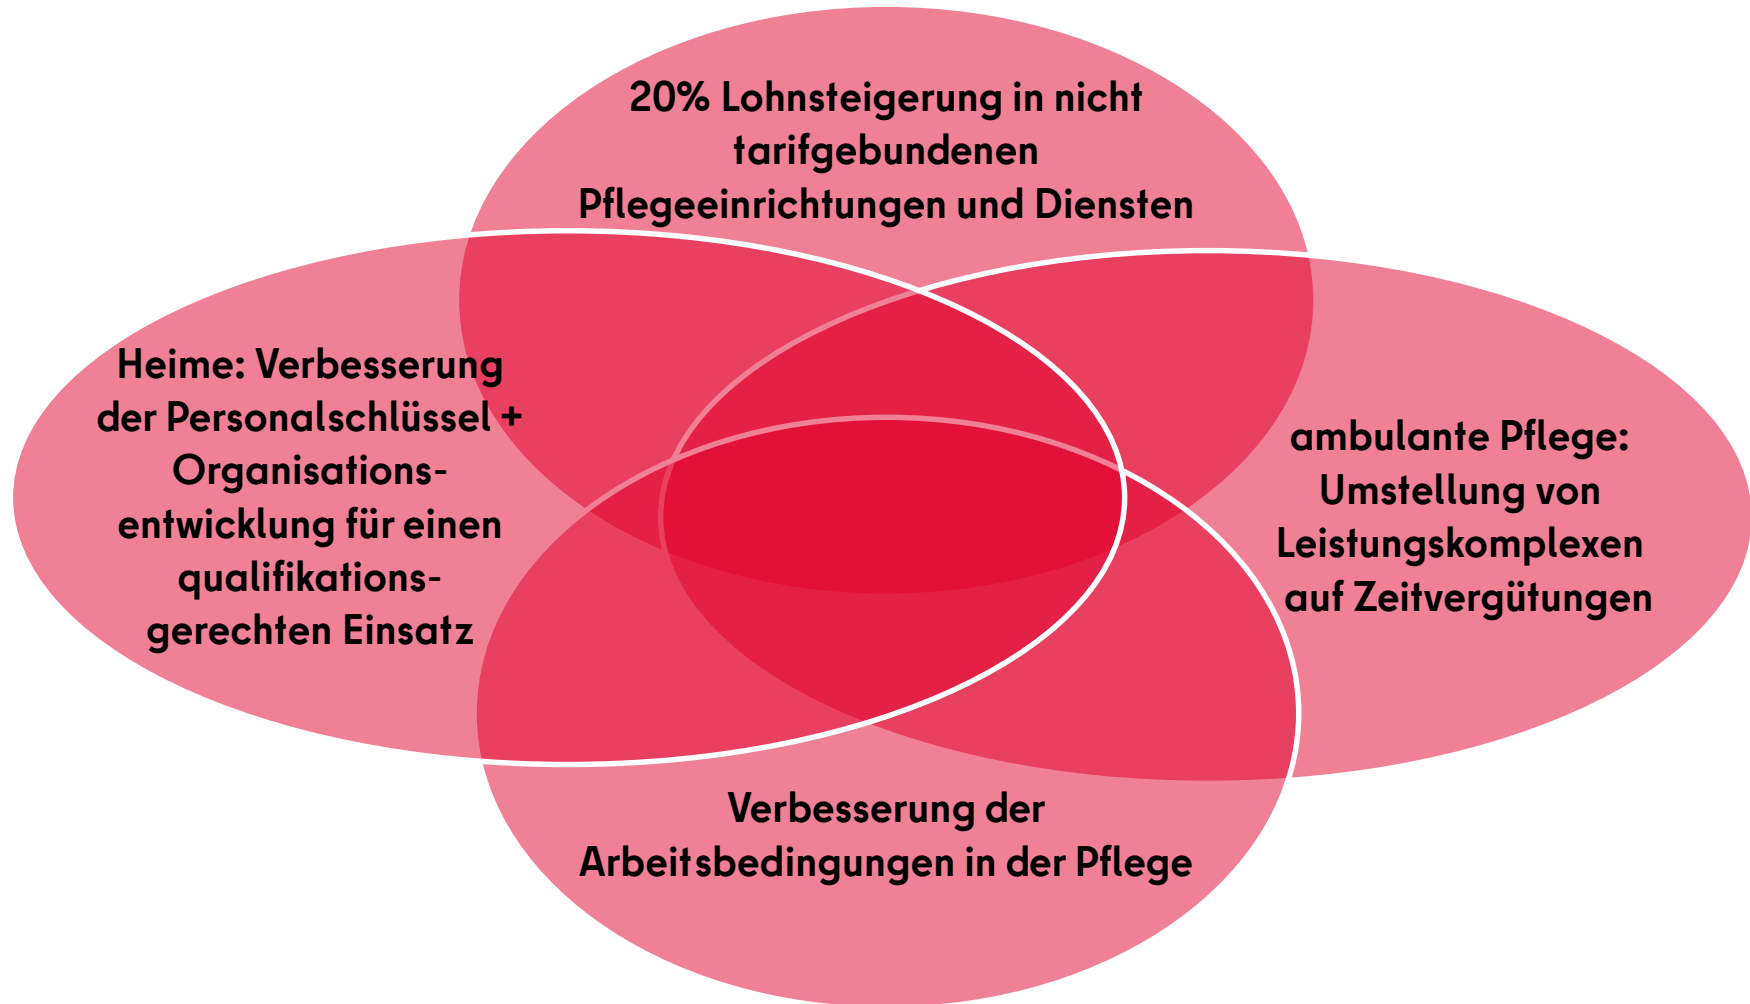 20% Lohnsteigerung in nicht
tarifgebundenen
Pflegeeinrichtungen und Diensten
Heime: Verbesserung
der Personalschlüssel +
Organisations-
entwicklung für einen
qualifikations-
gerechten Einsatz
ambulante Pflege:
Umstellung von
Leistungskomplexen
auf Zeitvergütungen
Verbesserung der
Arbeitsbedingungen in der Pflege